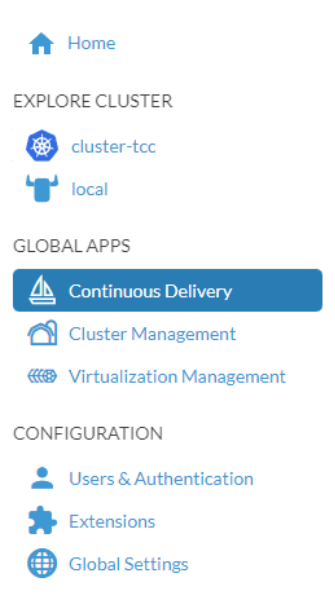 Home
EXPLORE CLUSTER
cluster-tcc
local
GLOBAL APPS
Continuous Delivery
Cluster Management
Virtualization Management
CONFIGURATION
Users & Authentication
Extensions
Global Settings